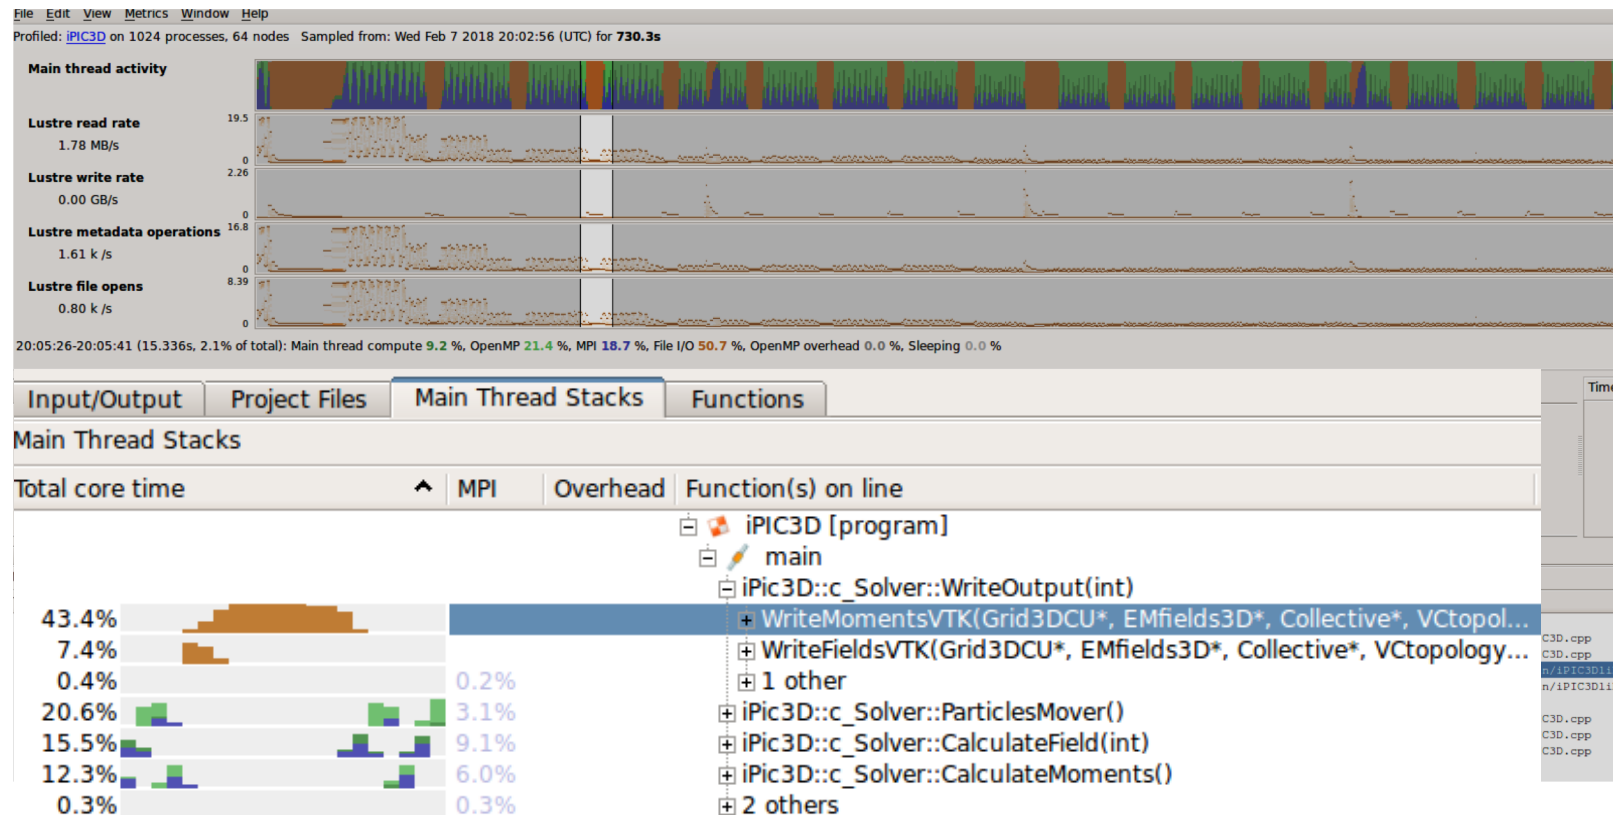 File Edit View Metrics Window Help
Profiled: iPIC3D on 1024 processes, 64 nodes Sampled from: Wed Feb 7 2018 20:02:56 (UTC) for 730.3s
Main thread activity
Lustre read rate 19.5
1.78 MB/s
0
Lustre write rate 2.26
0.00 GB/s
0
Lustre metadata operations 16.8
1.61 k /s
0
Lustre file opens 8.39
0.80 k /s
0
20:05:26-20:05:41 (15.336s, 2.1% of total): Main thread compute 9.2 %, OpenMP 21.4 %, MPI 18.7 %, File I/O 50.7 %, OpenMP overhead 0.0 %, Sleeping 0.0 %
Input/Output Project Files Main Thread Stacks Functions Time
Main Thread Stacks
Total core time MPI Overhead Function(s) on line
iPIC3D [program]
main
iPic3D::c_Solver::WriteOutput(int)
43.4% WriteMomentsVTK(Grid3DCU*, EMfields3D*, Collective*, VCtopol...
7.4% WriteFieldsVTK(Grid3DCU*, EMfields3D*, Collective*, VCtopology...
0.4% 0.2% 1 other
20.6% 3.1% iPic3D::c_Solver::ParticlesMover()
15.5% 9.1% iPic3D::c_Solver::CalculateField(int)
12.3% 6.0% iPic3D::c_Solver::CalculateMoments()
0.3% 0.3% 2 others
C3D.cpp
C3D.cpp
n/iPIC3Dli
n/iPIC3Dli
C3D.cpp
C3D.cpp
C3D.cpp